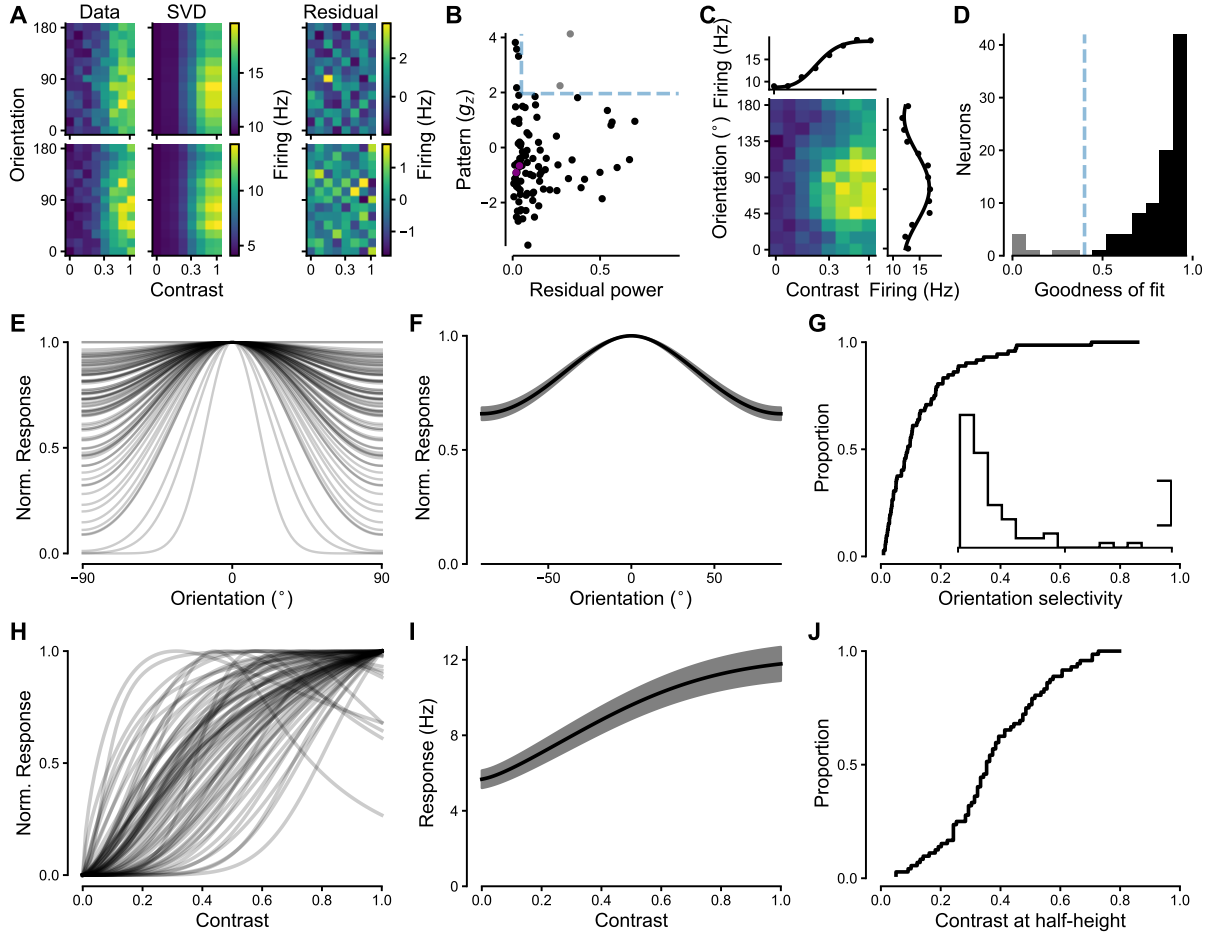 A
Data
SVD
Residual
180
90
0
180
90
0
Orientation
0
0.3
1
0
0.3
1
0
0.3
1
Contrast
15
10
10
5
Firing (Hz)
2
0
1
0
−1
Firing (Hz)
B
4
2
0
−2
Pattern (gz)
0.0
0.5
Residual power
C
15
10
Firing (Hz)
180
135
90
45
0
Orientation (°)
0
0.3
1
Contrast
10
15
Firing (Hz)
D
40
30
20
10
0
Neurons
0.0
0.5
1.0
Goodness of fit
E
1.0
0.5
0.0
Norm. Response
−90
0
90
Orientation (°)
F
1.0
0.5
0.0
Norm. Response
−50
0
50
Orientation (°)
G
1.0
0.5
0.0
Proportion
0.0
0.2
0.4
0.6
0.8
1.0
Orientation selectivity
H
1.0
0.5
0.0
Norm. Response
0.0
0.2
0.4
0.6
0.8
1.0
Contrast
I
12
8
4
0
Response (Hz)
0.0
0.2
0.4
0.6
0.8
1.0
Contrast
J
1.0
0.5
0.0
Proportion
0.0
0.2
0.4
0.6
0.8
1.0
Contrast at half-height